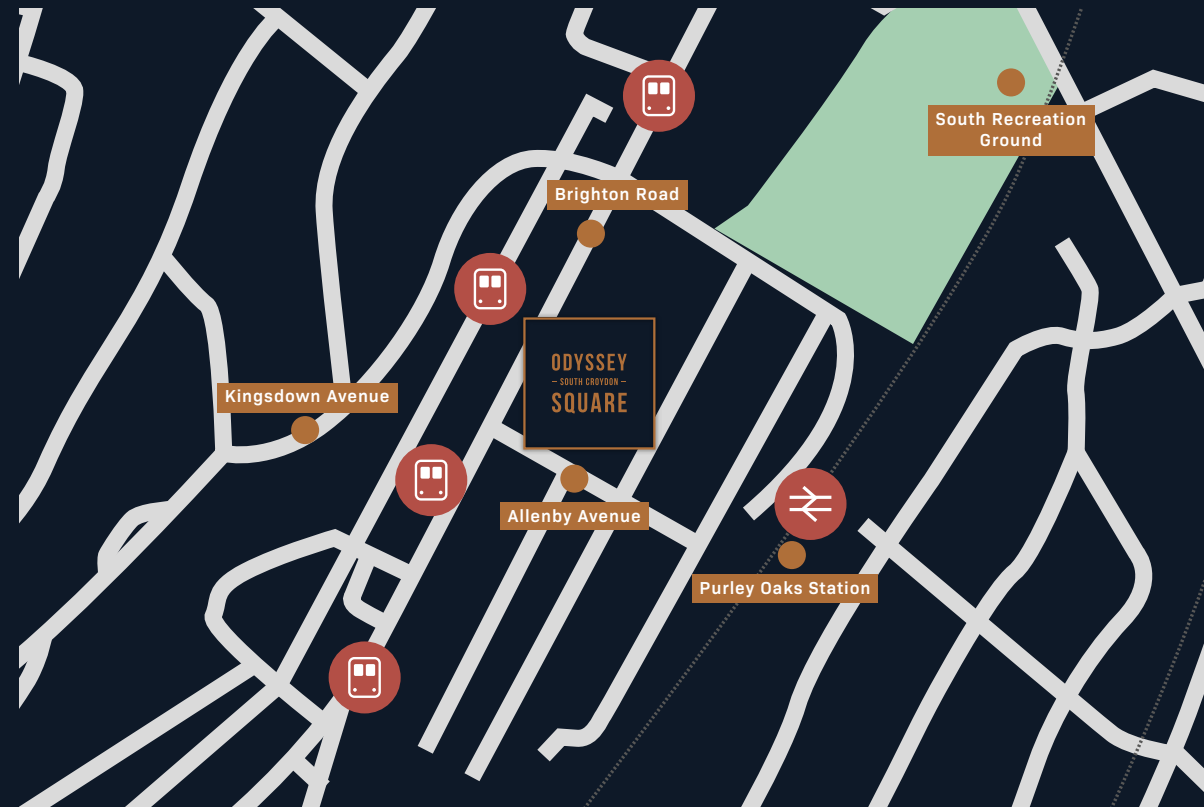 South Recreation
Ground
Brighton Road
ODYSSEY
– SOUTH CROYDON –
SQUARE
Kingsdown Avenue
Allenby Avenue
Purley Oaks Station